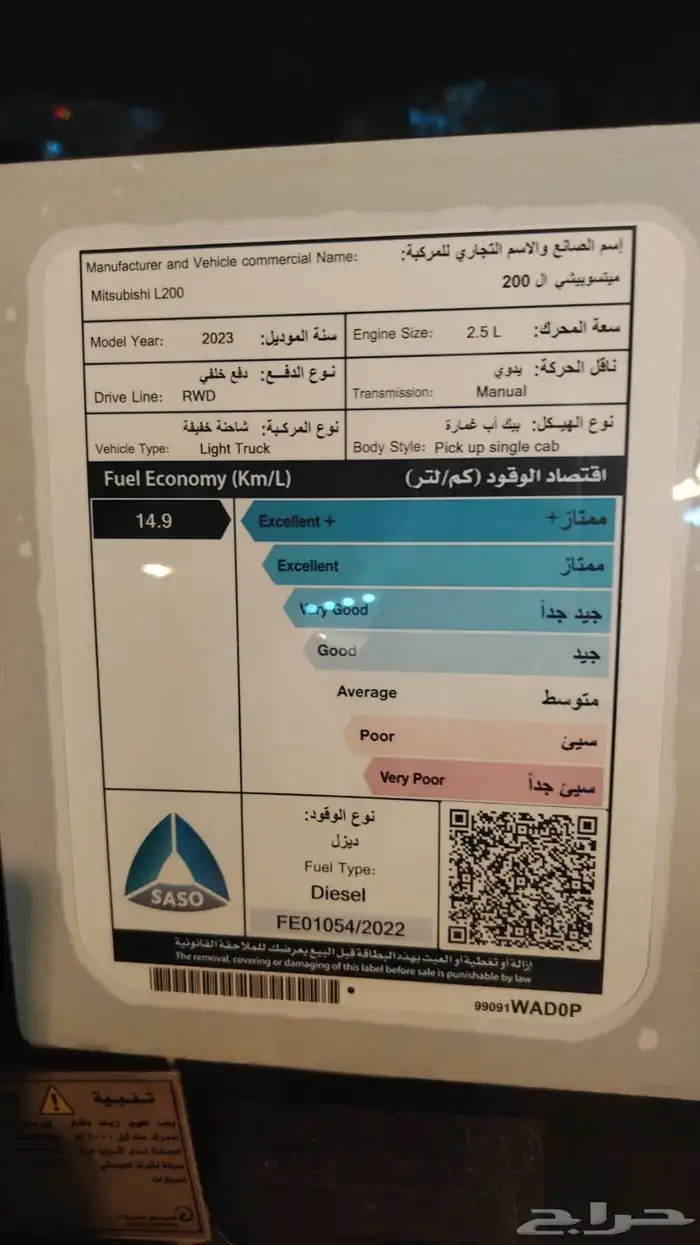 إسم الصانع والاسم التجاري للمركبة:
Manufacturer and Vehicle commercial Name:
ميتسوبيشي ال 200
Mitsubishi L200
Model Year: 2023 سنة الموديل:
Engine Size: 2.5 L سعة المحرك:
نوع الدفع: دفع خلفي
Drive Line: RWD
ناقل الحركة: يدوي
Transmission: Manual
نوع المركبة: شاحنة خفيفة
Vehicle Type: Light Truck
نوع الهيكل: بيك أب غمارة
Body Style: Pick up single cab
Fuel Economy (Km/L) اقتصاد الوقود (كم/لتر)
14.9
Excellent + ممتاز+
Excellent ممتاز
Very Good جيد جداً
Good جيد
Average متوسط
Poor سيئ
Very Poor سيئ جداً
SASO
نوع الوقود:
ديزل
Fuel Type:
Diesel
FE01054/2022
إزالة أو تغطية أو العبث بهذه البطاقة قبل البيع يعرضك للملاحقة القانونية
The removal, covering or damaging of this label before sale is punishable by law
99091WAD0P
تنبيه
حراج